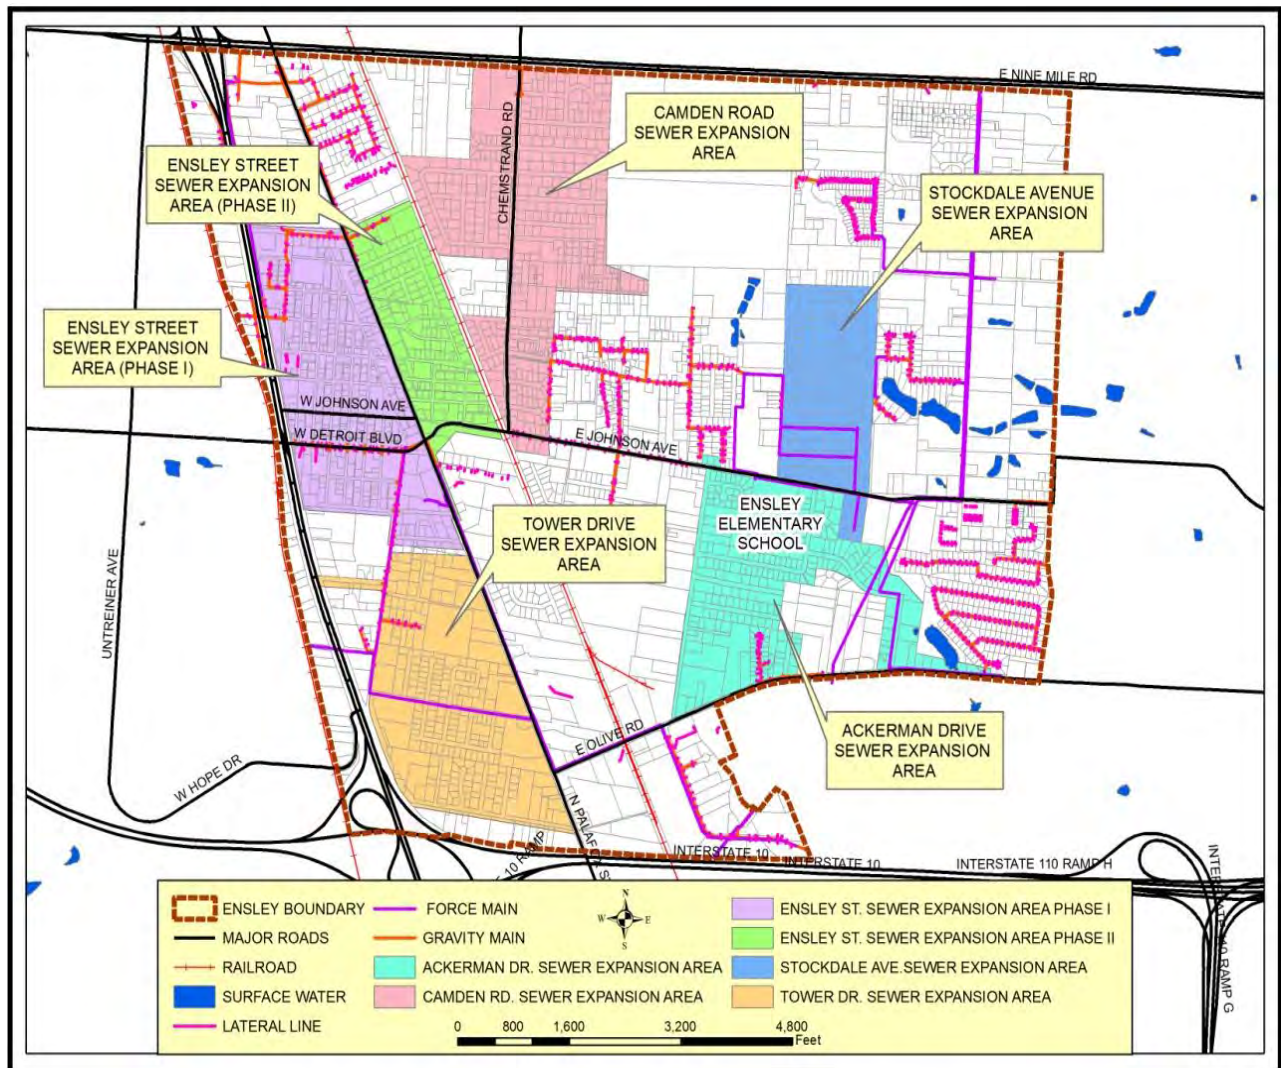 E NINE MILE RD
CAMDEN ROAD
SEWER EXPANSION
AREA
CHEMSTRAND RD
ENSLEY STREET
SEWER EXPANSION
AREA (PHASE II)
STOCKDALE AVENUE
SEWER EXPANSION
AREA
ENSLEY STREET
SEWER EXPANSION
AREA (PHASE I)
W JOHNSON AVE
W DETROIT BLVD
E JOHNSON AVE
ENSLEY
ELEMENTARY
SCHOOL
TOWER DRIVE
SEWER EXPANSION
AREA
UNTREINER AVE
ACKERMAN DRIVE
SEWER EXPANSION
AREA
E OLIVE RD
W HOPE DR
10 RAMP
INTERSTATE 10
INTERSTATE 10
INTERSTATE 110 RAMP H
ENSLEY BOUNDARY
MAJOR ROADS
RAILROAD
SURFACE WATER
LATERAL LINE
FORCE MAIN
GRAVITY MAIN
ACKERMAN DR. SEWER EXPANSION AREA
CAMDEN RD. SEWER EXPANSION AREA
N
W E
S
ENSLEY ST. SEWER EXPANSION AREA PHASE I
ENSLEY ST. SEWER EXPANSION AREA PHASE II
STOCKDALE AVE.SEWER EXPANSION AREA
TOWER DR. SEWER EXPANSION AREA
0 800 1,600 3,200 4,800
Feet